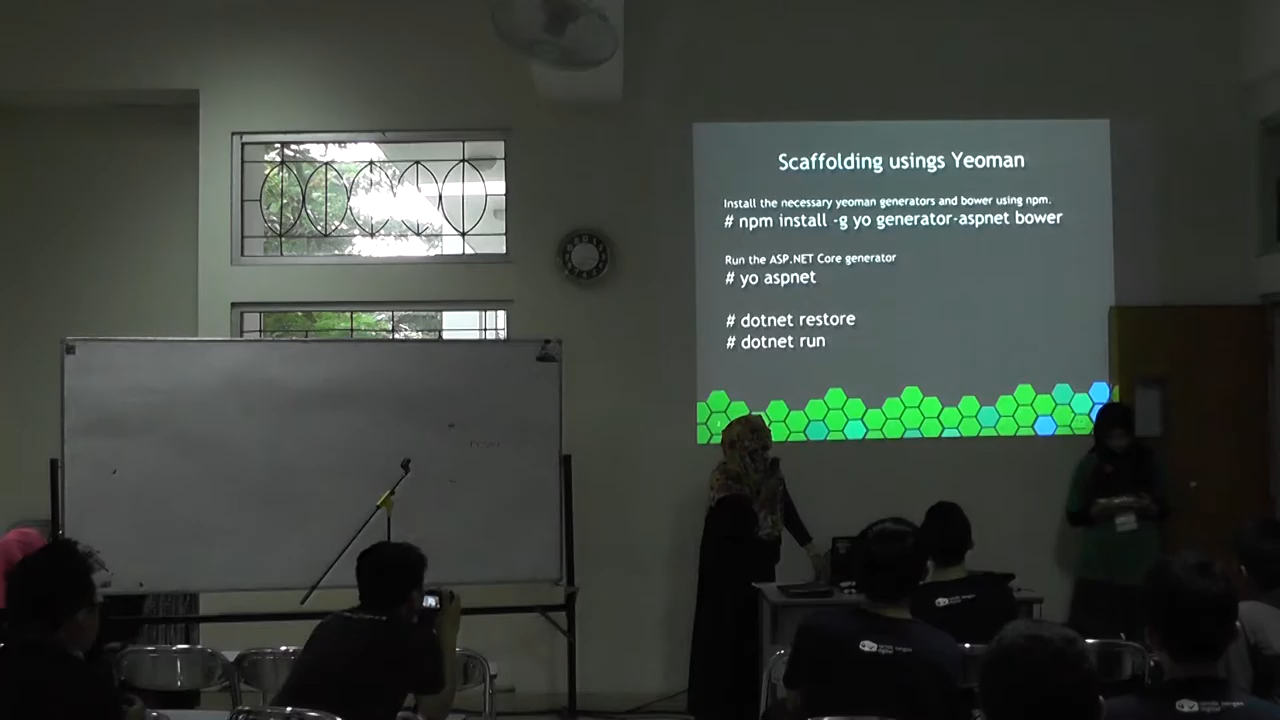 Scaffolding usings Yeoman
Install the necessary yeoman generators and bower using npm.
# npm install -g yo generator-aspnet bower
Run the ASP.NET Core generator
# yo aspnet
# dotnet restore
# dotnet run